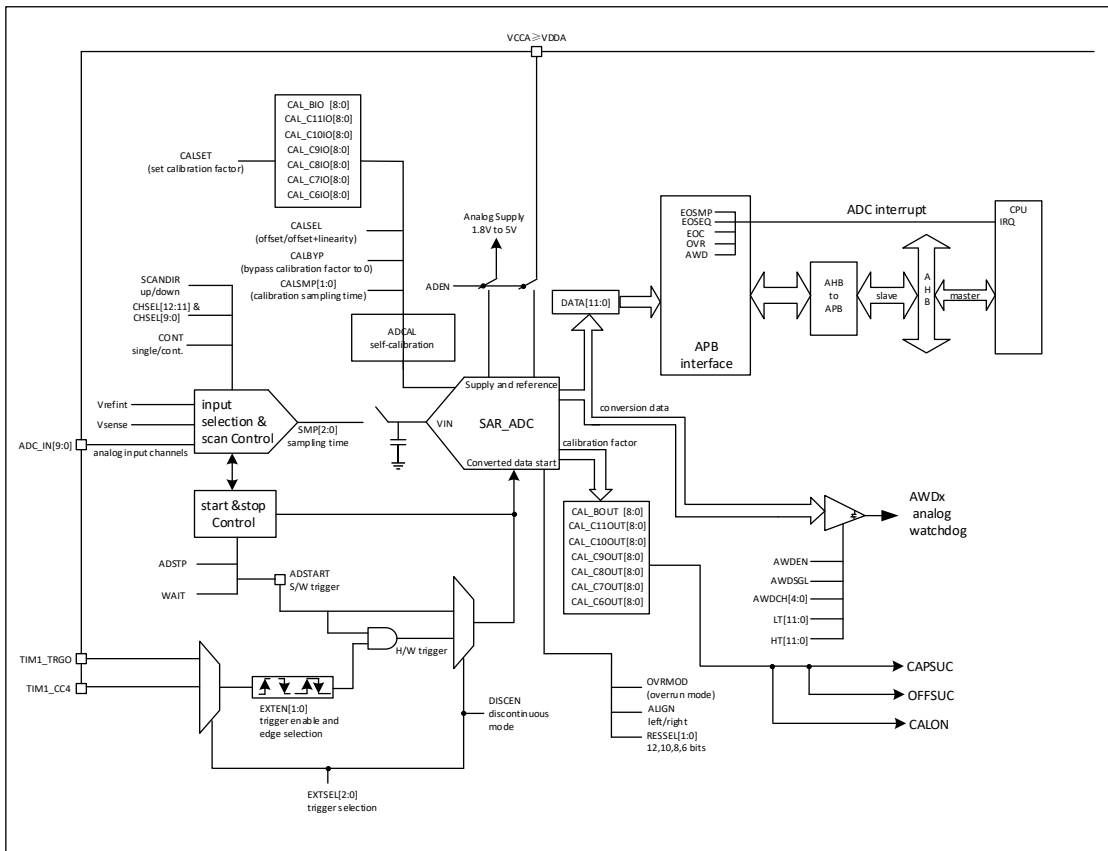 VCCA≥VDDA
CAL_BIO [8:0]
CAL_C11IO[8:0]
CAL_C10IO[8:0]
CAL_C9IO[8:0]
CAL_C8IO[8:0]
CAL_C7IO[8:0]
CAL_C6IO[8:0]
CALSET
(set calibration factor)
CALSEL
(offset/offset+linearity)
CALBYP
(bypass calibration factor to 0)
CALSMP[1:0]
(calibration sampling time)
Analog Supply
1.8V to 5V
ADEN
ADCAL
self-calibration
SCANDIR
up/down
CHSEL[12:11] &
CHSEL[9:0]
CONT
single/cont.
EOSMP
EOSEQ
EOC
OVR
AWD
ADC interrupt
CPU
IRQ
DATA[11:0]
APB
interface
AHB
to
APB
slave
A
H
B
master
Vrefint
Vsense
ADC_IN[9:0]
analog input channels
input
selection &
scan Control
SMP[2:0]
sampling time
Supply and reference
VIN
SAR_ADC
Converted data start
conversion data
calibration factor
start &stop
Control
ADSTP
WAIT
ADSTART
S/W trigger
CAL_BOUT [8:0]
CAL_C11OUT[8:0]
CAL_C10OUT[8:0]
CAL_C9OUT[8:0]
CAL_C8OUT[8:0]
CAL_C7OUT[8:0]
CAL_C6OUT[8:0]
AWDx
analog
watchdog
AWDEN
AWDSGL
AWDCH[4:0]
LT[11:0]
HT[11:0]
H/W trigger
TIM1_TRGO
TIM1_CC4
EXTEN[1:0]
trigger enable and
edge selection
DISCEN
discontinuous
mode
OVRMOD
(overrun mode)
ALIGN
left/right
RESSEL[1:0]
12,10,8,6 bits
CAPSUC
OFFSUC
CALON
EXTSEL[2:0]
trigger selection